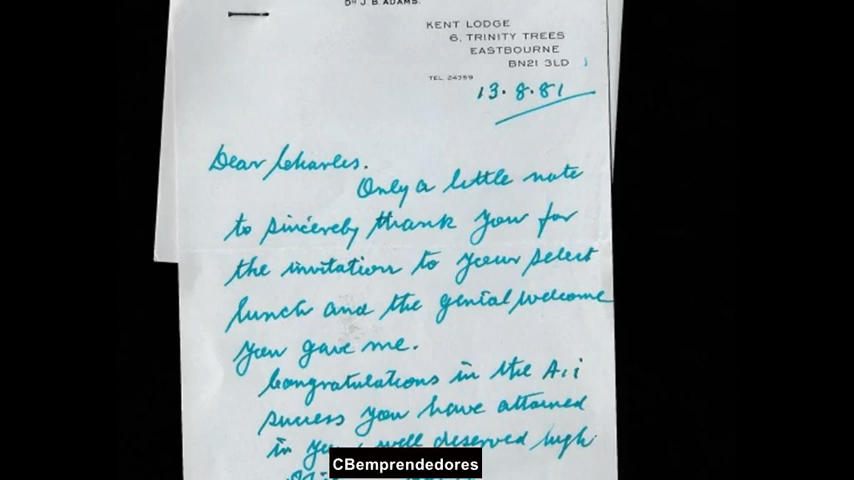 Dr J. B. ADAMS.
KENT LODGE
6, TRINITY TREES
EASTBOURNE
BN21 3LD
TEL. 24359
13.8.81
Dear Charles.
Only a little note
to sincerely thank you for
the invitation to your select
lunch and the genial welcome
you gave me.
Congratulations in the A.1
success you have attained
in your well deserved high
CBemprendedores